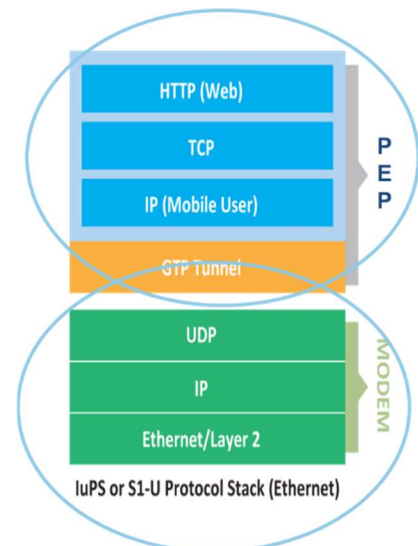 HTTP (Web)
TCP
IP (Mobile User)
GTP Tunnel
PEP
UDP
IP
Ethernet/Layer 2
MODEM
IuPS or S1-U Protocol Stack (Ethernet)